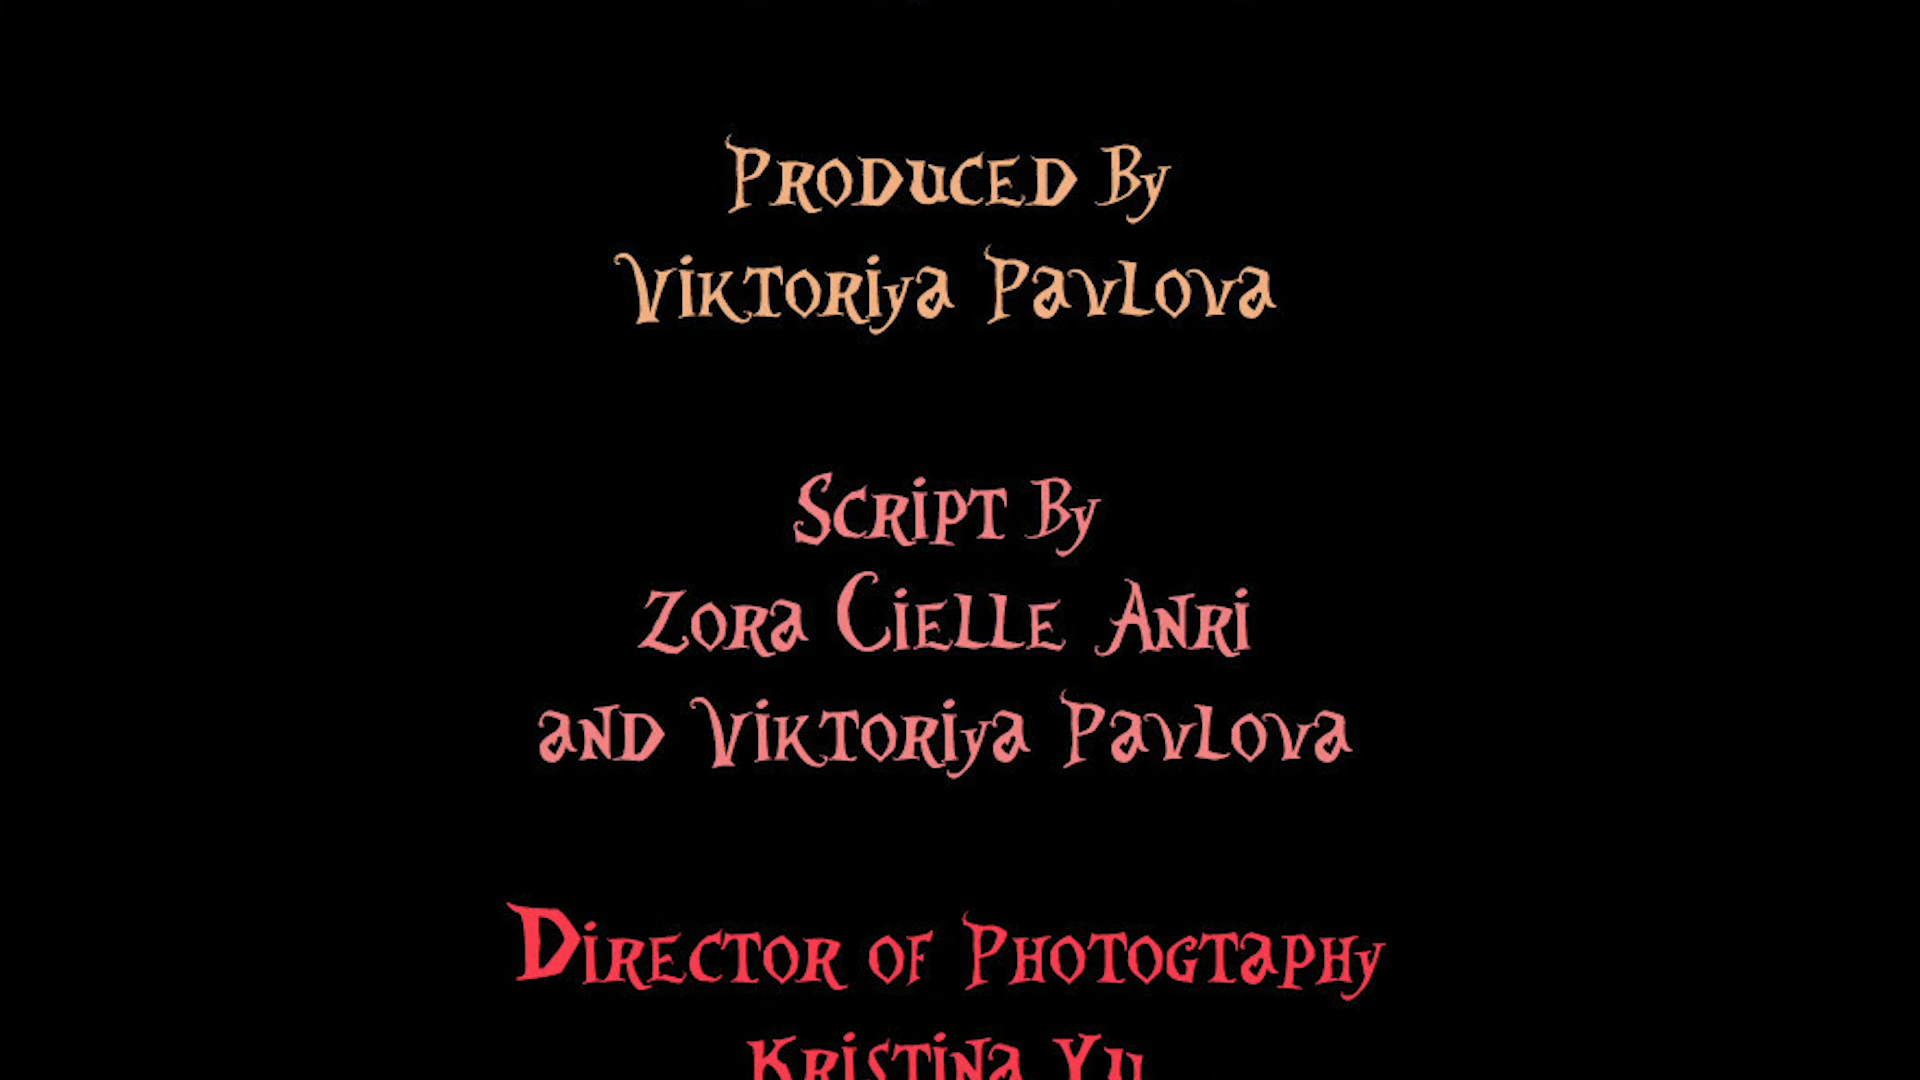 Produced By
Viktoriya Pavlova
Script By
Zora Cielle Anri
and Viktoriya Pavlova
Director of Photogtaphy
Kristina Yu